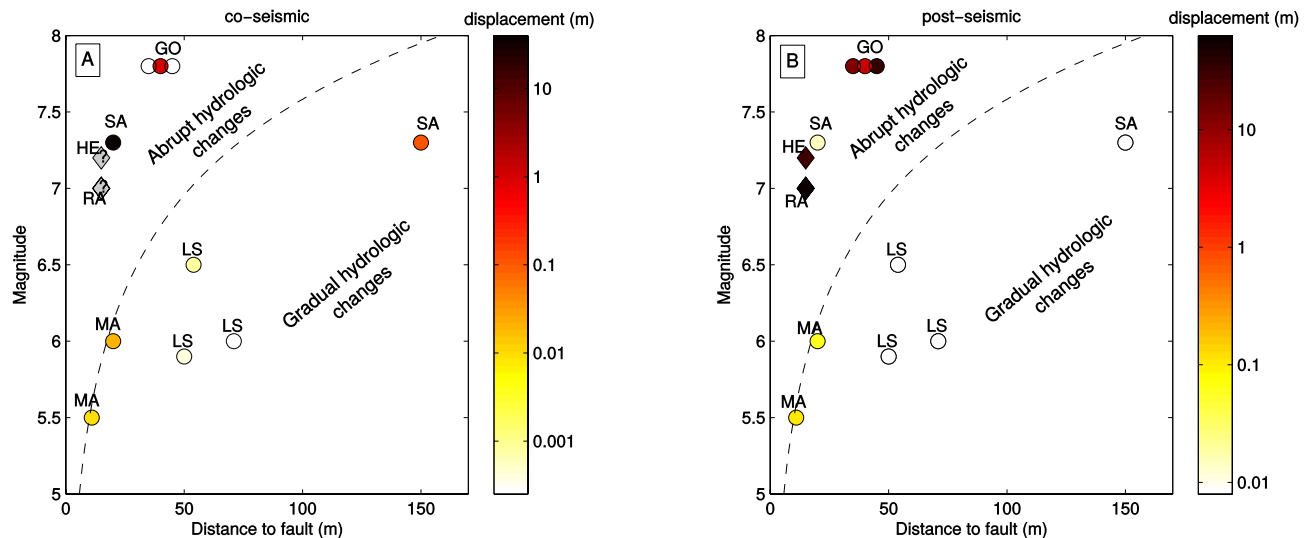 co-seismic
displacement (m)
A
GO
SA
HE
?
?
RA
SA
LS
LS
LS
MA
MA
Abrupt hydrologic
changes
Gradual hydrologic
changes
8
7.5
7
6.5
6
5.5
5
Magnitude
0
50
100
150
Distance to fault (m)
10
1
0.1
0.01
0.001
post-seismic
displacement (m)
B
GO
SA
HE
RA
SA
LS
LS
LS
MA
MA
Abrupt hydrologic
changes
Gradual hydrologic
changes
8
7.5
7
6.5
6
5.5
5
Magnitude
0
50
100
150
Distance to fault (m)
10
1
0.1
0.01